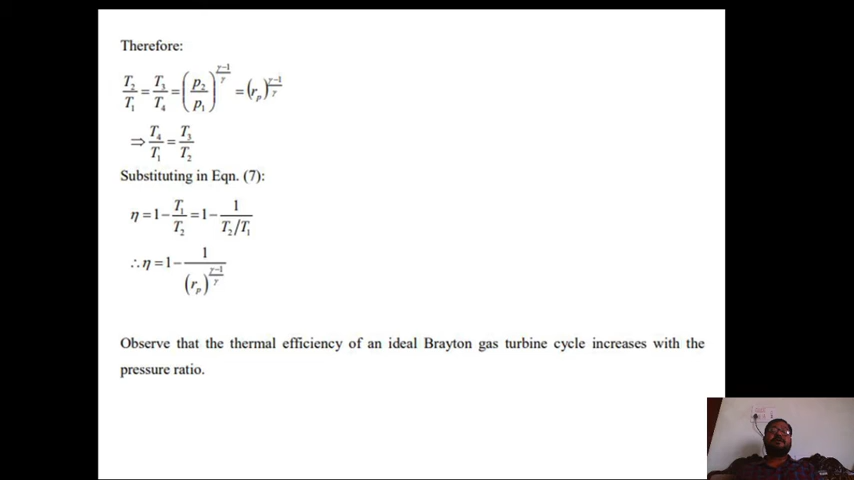 Therefore:
T₂/T₁ = T₃/T₄ = (p₂/p₁)^((γ−1)/γ) = (rₚ)^((γ−1)/γ)
⇒ T₄/T₁ = T₃/T₂
Substituting in Eqn. (7):
η = 1 − T₁/T₂ = 1 − 1/(T₂/T₁)
∴ η = 1 − 1/(rₚ)^((γ−1)/γ)
Observe that the thermal efficiency of an ideal Brayton gas turbine cycle increases with the
pressure ratio.